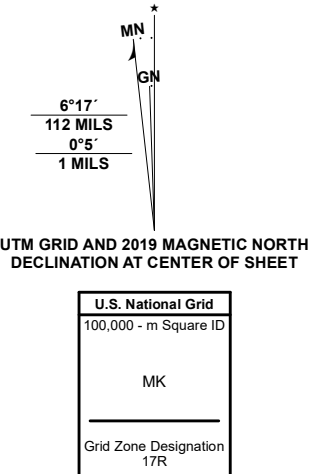 ★
MN
GN
6°17´
112 MILS
0°5´
1 MILS
UTM GRID AND 2019 MAGNETIC NORTH
DECLINATION AT CENTER OF SHEET
U.S. National Grid
100,000 - m Square ID
MK
Grid Zone Designation
17R